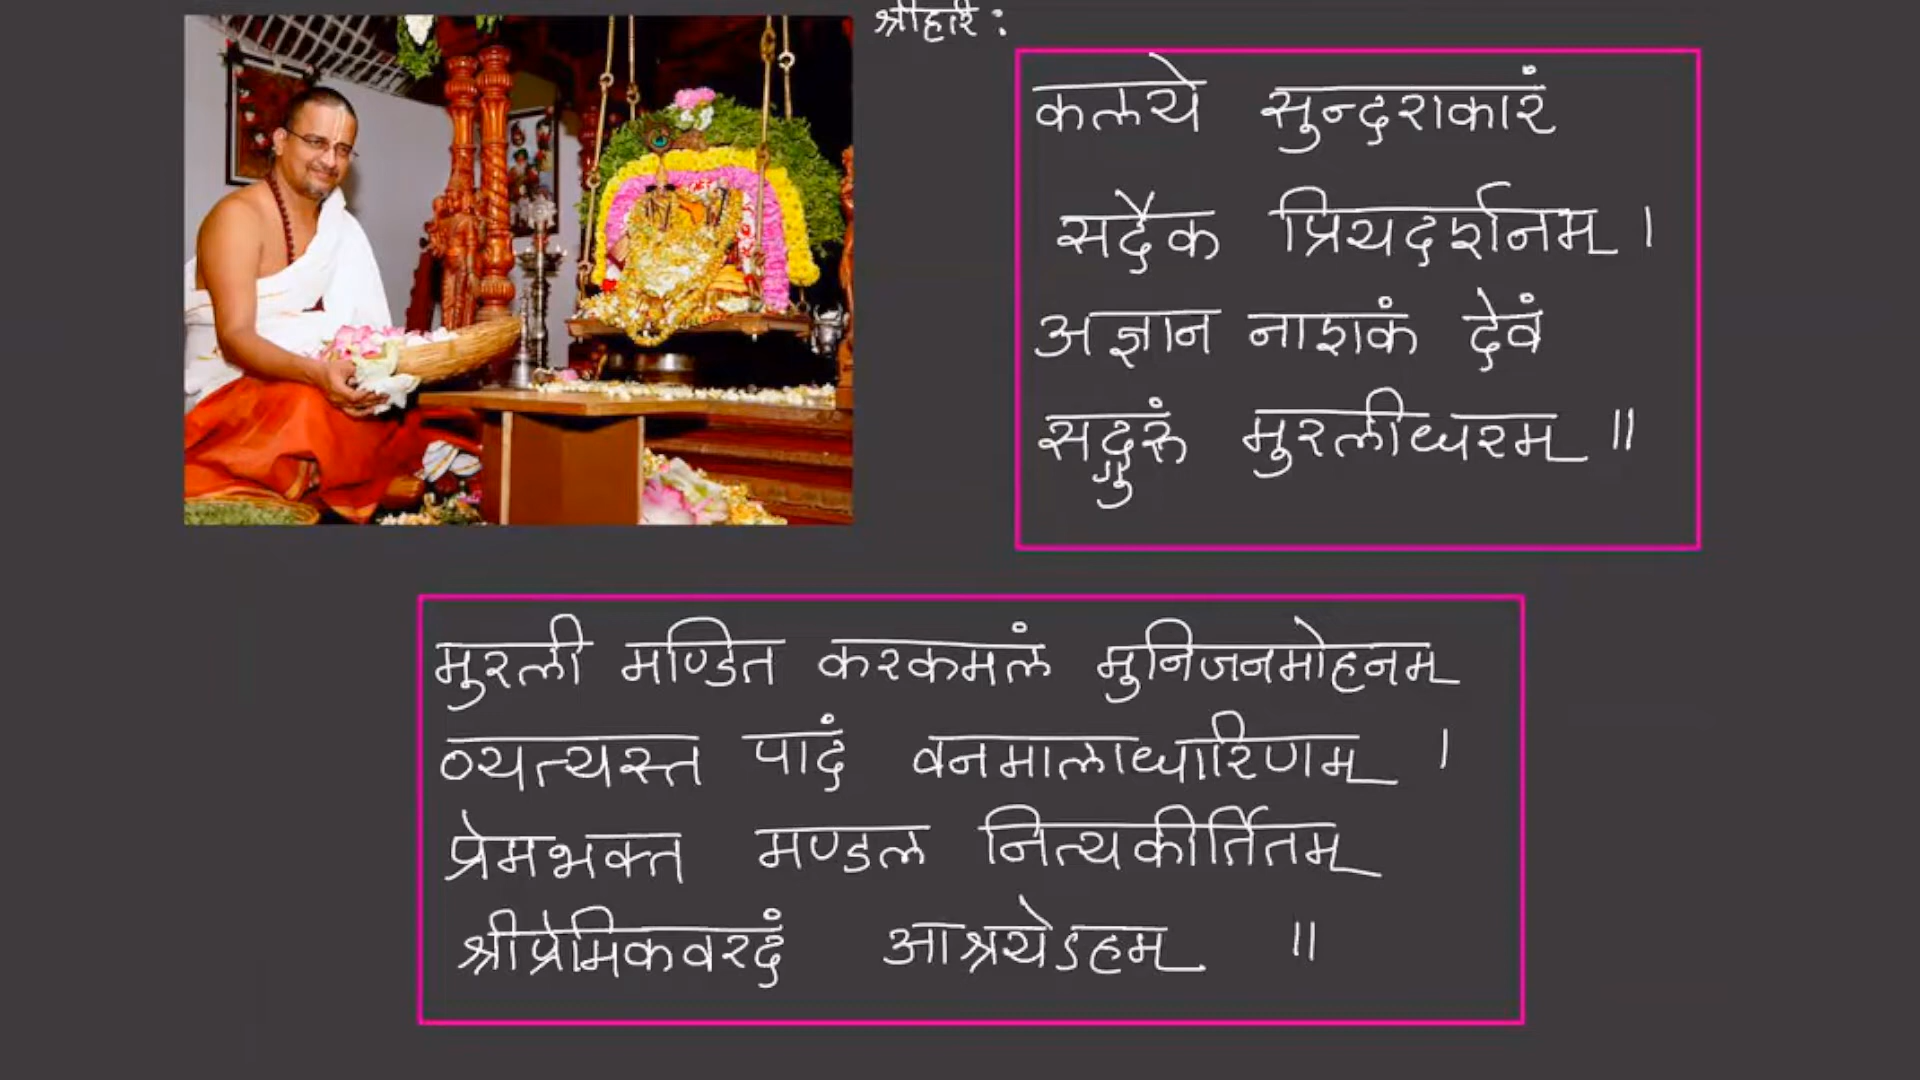 श्रीहरिः
कलये सुन्दराकारं
सदैक प्रियदर्शनम् ।
अज्ञान नाशकं देवं
सद्गुरुं मुरलीधरम् ॥
मुरली मण्डित करकमलं मुनिजनमोहनम्
व्यत्यस्त पादं वनमालाधारिणम् ।
प्रेमभक्त मण्डल नित्यकीर्तितम्
श्रीप्रेमिकवरदं आश्रयेऽहम् ॥